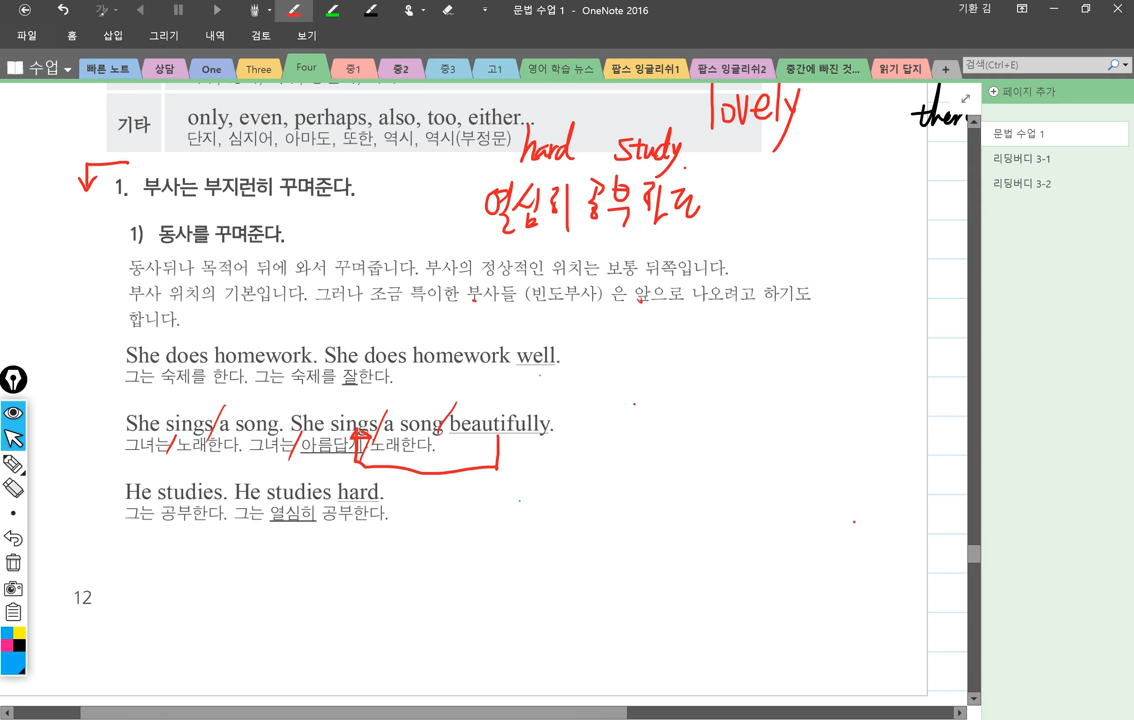 문법 수업 1 - OneNote 2016
기환 김
파일 홈 삽입 그리기 내역 검토 보기
수업 빠른 노트 상담 One Three Four 중1 중2 중3 고1 영어 학습 뉴스 팝스 잉글리쉬1 팝스 잉글리쉬2 중간에 빠진 것... 읽기 답지 + 검색(Ctrl+E)
페이지 추가
문법 수업 1
리딩버디 3-1
리딩버디 3-2
lovely
기타
only, even, perhaps, also, too, either...
단지, 심지어, 아마도, 또한, 역시, 역시(부정문)
hard study
열심히 공부한다
1. 부사는 부지런히 꾸며준다.
1) 동사를 꾸며준다.
동사뒤나 목적어 뒤에 와서 꾸며줍니다. 부사의 정상적인 위치는 보통 뒤쪽입니다.
부사 위치의 기본입니다. 그러나 조금 특이한 부사들 (빈도부사) 은 앞으로 나오려고 하기도
합니다.
She does homework. She does homework well.
그는 숙제를 한다. 그는 숙제를 잘한다.
She sings a song. She sings a song beautifully.
그녀는 노래한다. 그녀는 아름답게 노래한다.
He studies. He studies hard.
그는 공부한다. 그는 열심히 공부한다.
12